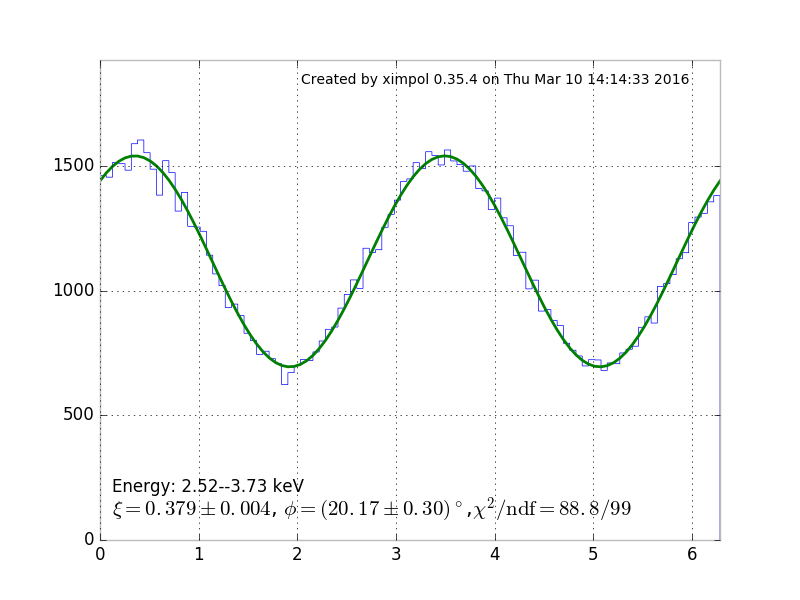 Created by ximpol 0.35.4 on Thu Mar 10 14:14:33 2016
1500
1000
500
0
Energy: 2.52--3.73 keV
ξ = 0.379 ± 0.004, ϕ = (20.17 ± 0.30)°, χ²/ndf = 88.8/99
0 1 2 3 4 5 6